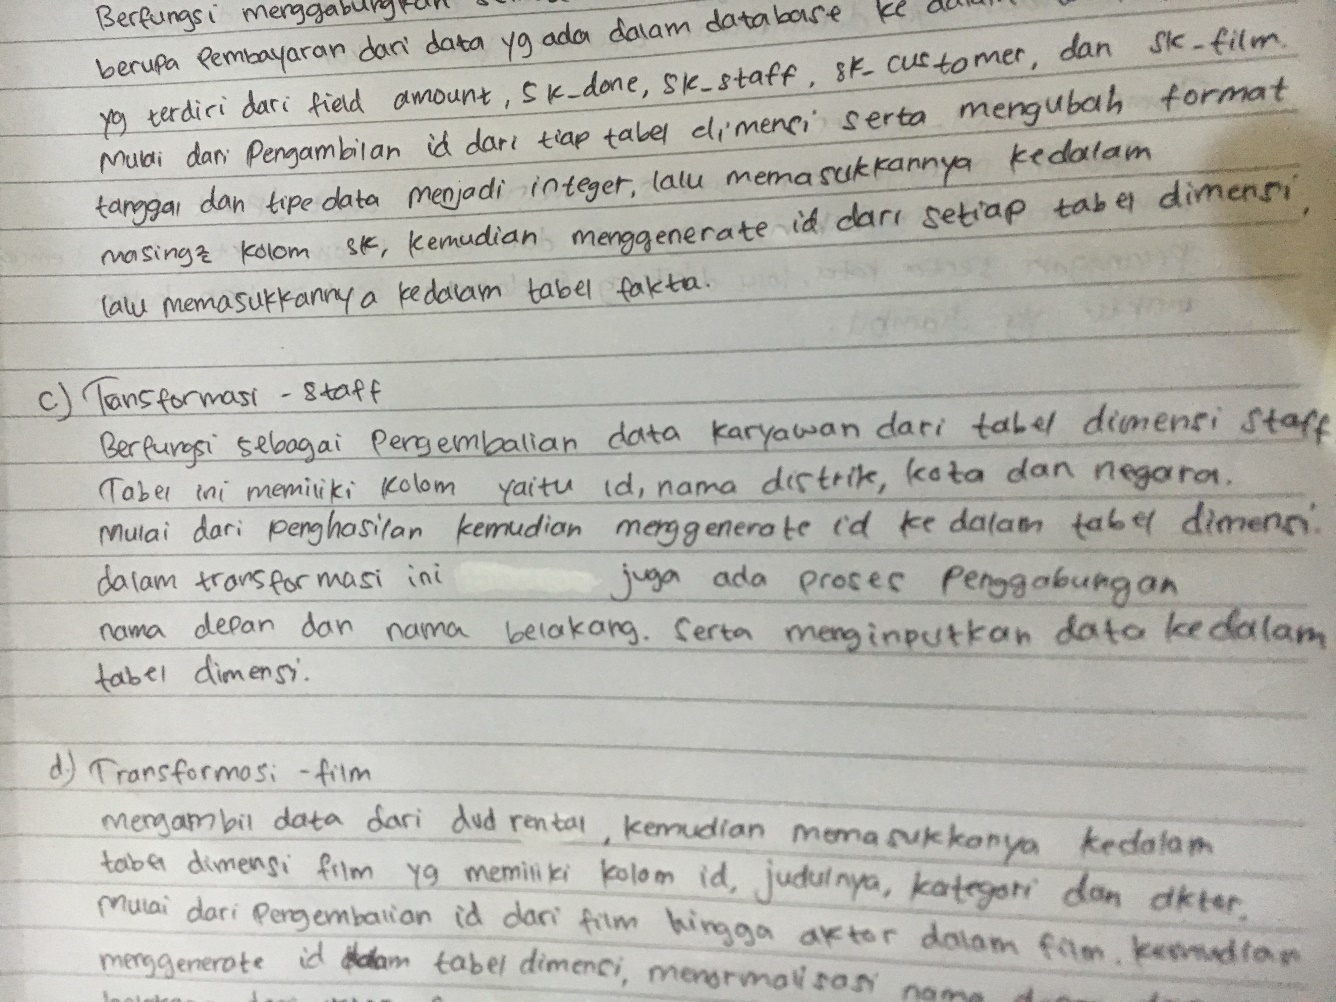 Berfungsi menggabungkan
berupa Pembayaran dari data yg ada dalam database ke
yg terdiri dari field amount, sk_done, sk_staff, sk_customer, dan sk-film.
Mulai dari Pengambilan id dari tiap tabel dimensi serta mengubah format
tanggal dan tipe data menjadi integer, lalu memasukkannya kedalam
masing2 kolom sk, kemudian menggenerate id dari setiap tabel dimensi,
lalu memasukkannya kedalam tabel fakta.
c) Tansformasi - staff
Berfungsi sebagai Pengembalian data karyawan dari tabel dimensi staff
Tabel ini memiliki kolom yaitu id, nama distrik, kota dan negara.
Mulai dari penghasilan kemudian menggenerate id ke dalam tabel dimensi.
dalam transformasi ini juga ada proses Penggabungan
nama depan dan nama belakang. Serta menginputkan data kedalam
tabel dimensi.
d) Transformasi - film
mengambil data dari dvd rental, kemudian memasukkanya kedalam
tabel dimensi film yg memiliki kolom id, judulnya, kategori dan aktor.
Mulai dari Pengembalian id dari film hingga aktor dalam film. kemudian
menggenerate id dalam tabel dimensi, menormalisasi nama